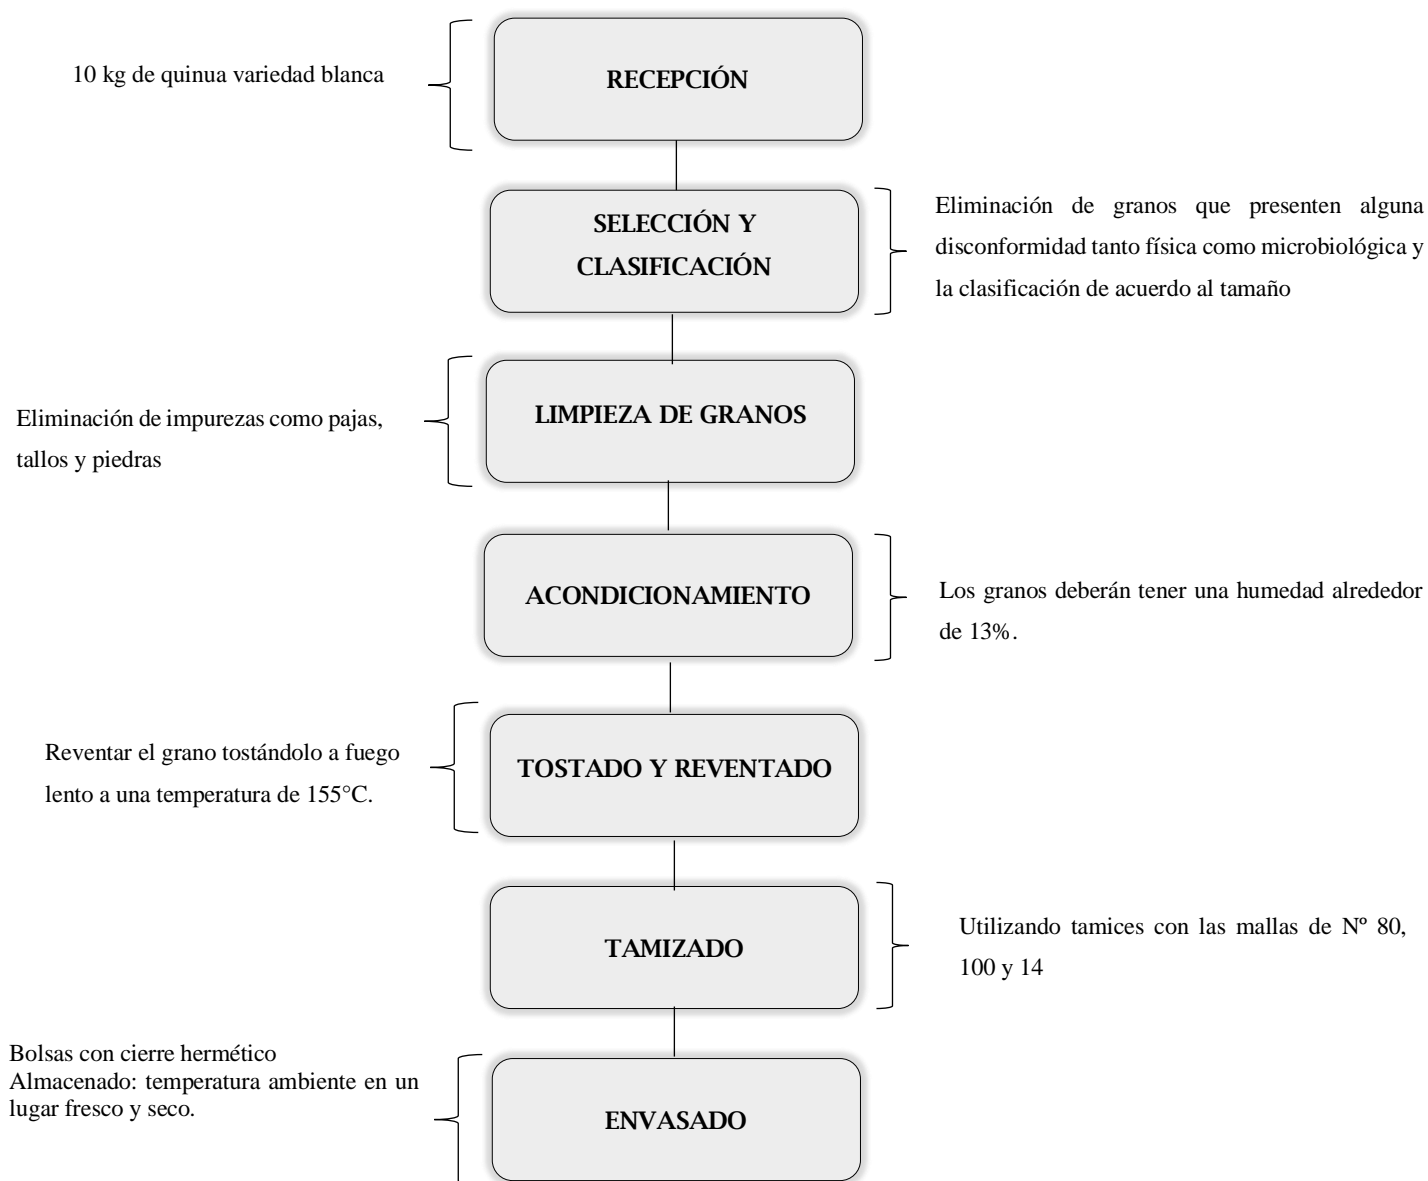 10 kg de quinua variedad blanca
RECEPCIÓN
SELECCIÓN Y
CLASIFICACIÓN
Eliminación de granos que presenten alguna
disconformidad tanto física como microbiológica y
la clasificación de acuerdo al tamaño
Eliminación de impurezas como pajas,
tallos y piedras
LIMPIEZA DE GRANOS
ACONDICIONAMIENTO
Los granos deberán tener una humedad alrededor
de 13%.
Reventar el grano tostándolo a fuego
lento a una temperatura de 155°C.
TOSTADO Y REVENTADO
TAMIZADO
Utilizando tamices con las mallas de Nº 80,
100 y 14
Bolsas con cierre hermético
Almacenado: temperatura ambiente en un
lugar fresco y seco.
ENVASADO